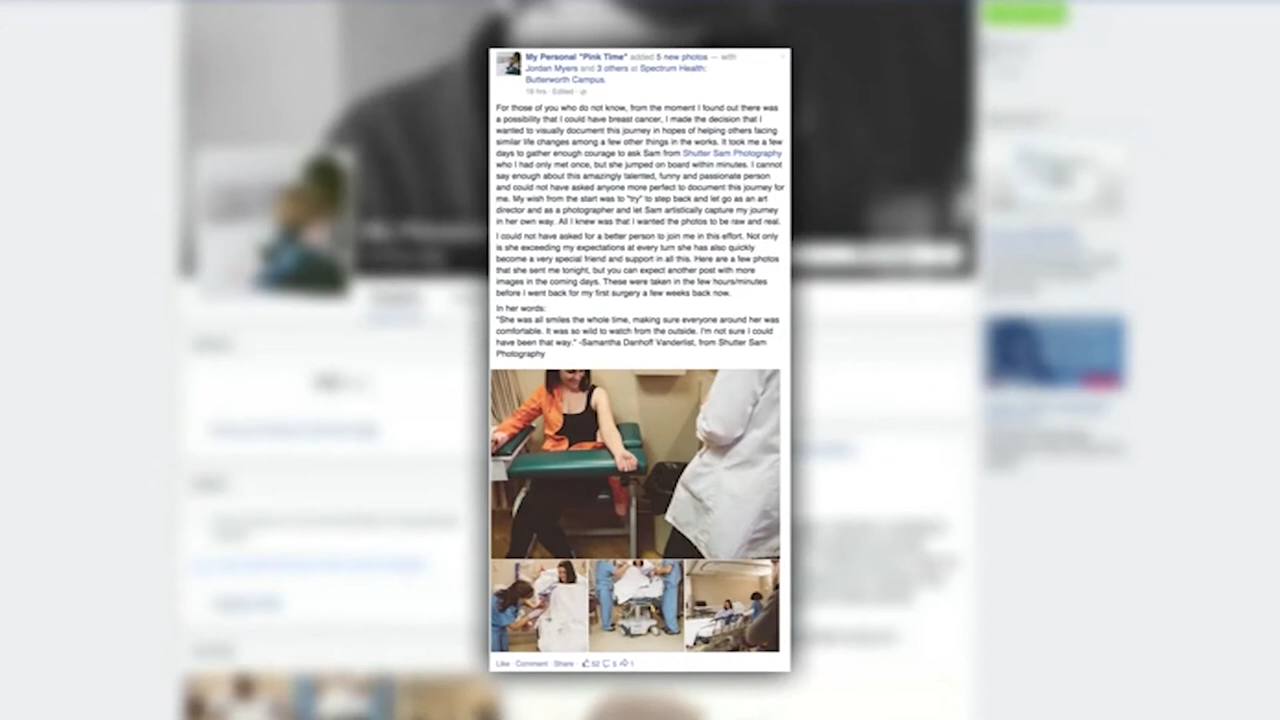 My Personal "Pink Time" added 5 new photos — with
Jordan Myers and 3 others at Spectrum Health:
Butterworth Campus.
18 hrs · Edited ·
For those of you who do not know, from the moment I found out there was
a possibility that I could have breast cancer, I made the decision that I
wanted to visually document this journey in hopes of helping others facing
similar life changes among a few other things in the works. It took me a few
days to gather enough courage to ask Sam from Shutter Sam Photography
who I had only met once, but she jumped on board within minutes. I cannot
say enough about this amazingly talented, funny and passionate person
and could not have asked anyone more perfect to document this journey for
me. My wish from the start was to "try" to step back and let go as an art
director and as a photographer and let Sam artistically capture my journey
in her own way. All I knew was that I wanted the photos to be raw and real.
I could not have asked for a better person to join me in this effort. Not only
is she exceeding my expectations at every turn she has also quickly
become a very special friend and support in all this. Here are a few photos
that she sent me tonight, but you can expect another post with more
images in the coming days. These were taken in the few hours/minutes
before I went back for my first surgery a few weeks back now.
In her words:
"She was all smiles the whole time, making sure everyone around her was
comfortable. It was so wild to watch from the outside. I'm not sure I could
have been that way." -Samantha Danhoff Vanderlist, from Shutter Sam
Photography
Like · Comment · Share · 52 5 1